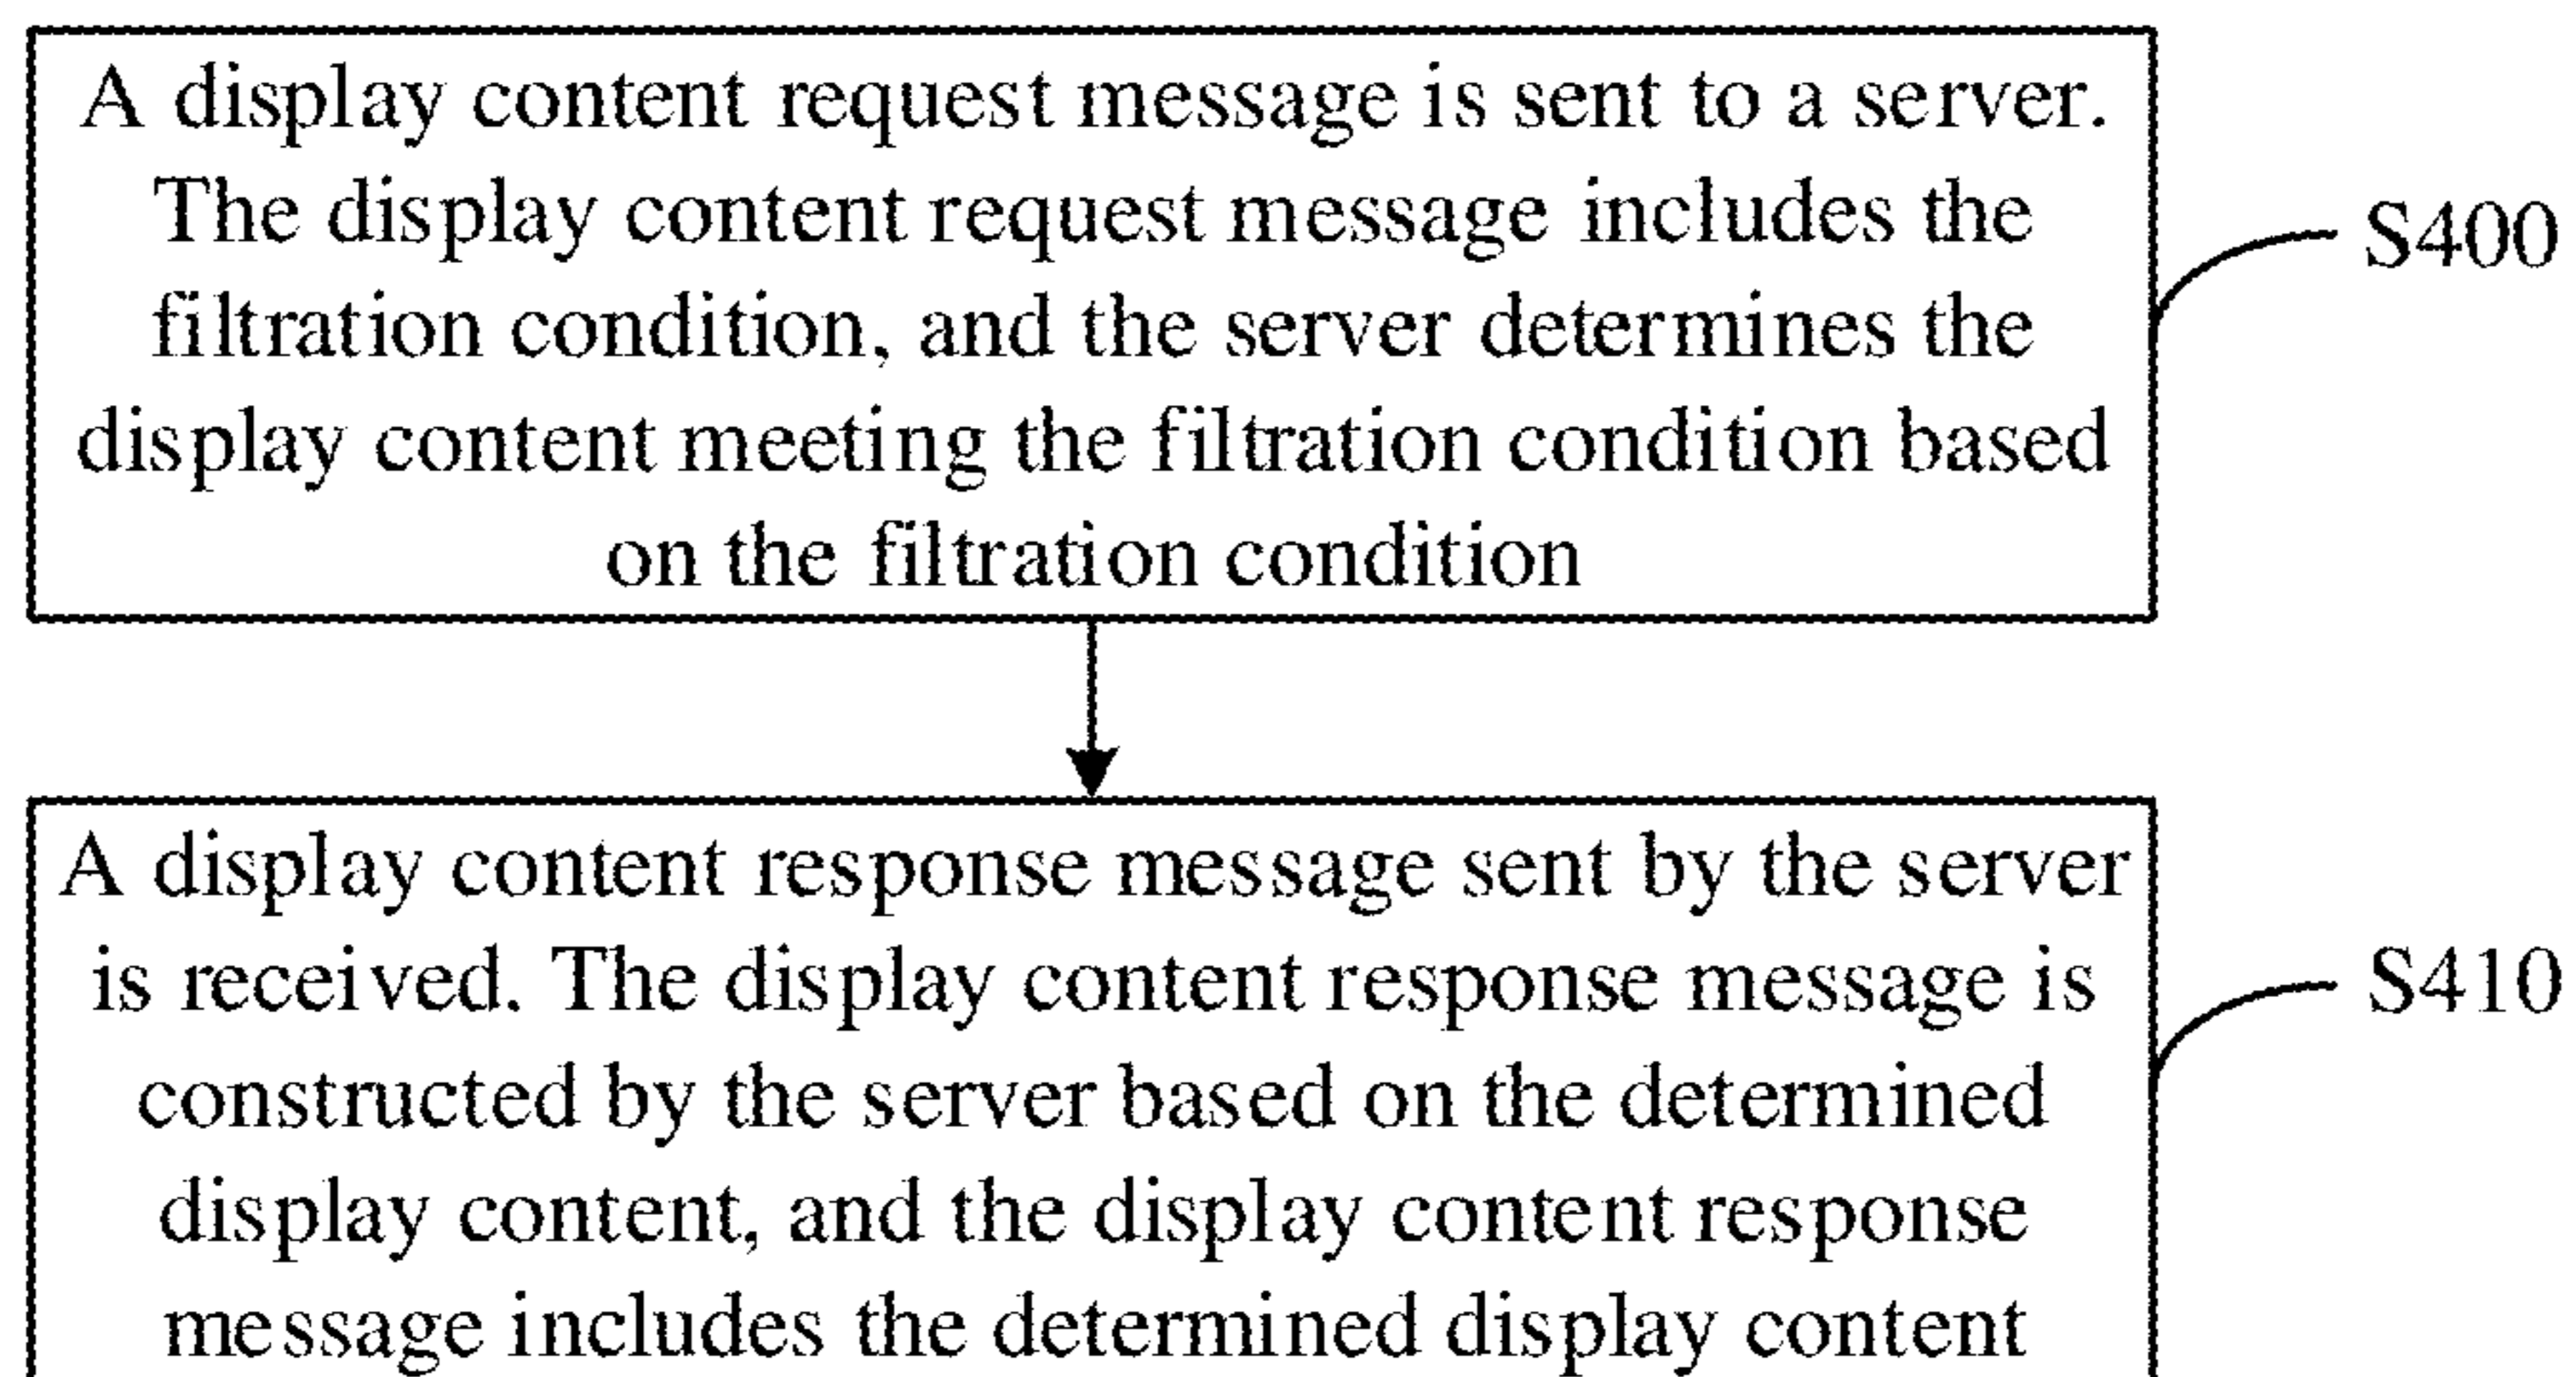 A display content request message is sent to a server.
The display content request message includes the
filtration condition, and the server determines the
display content meeting the filtration condition based
on the filtration condition
S400
A display content response message sent by the server
is received. The display content response message is
constructed by the server based on the determined
display content, and the display content response
message includes the determined display content
S410